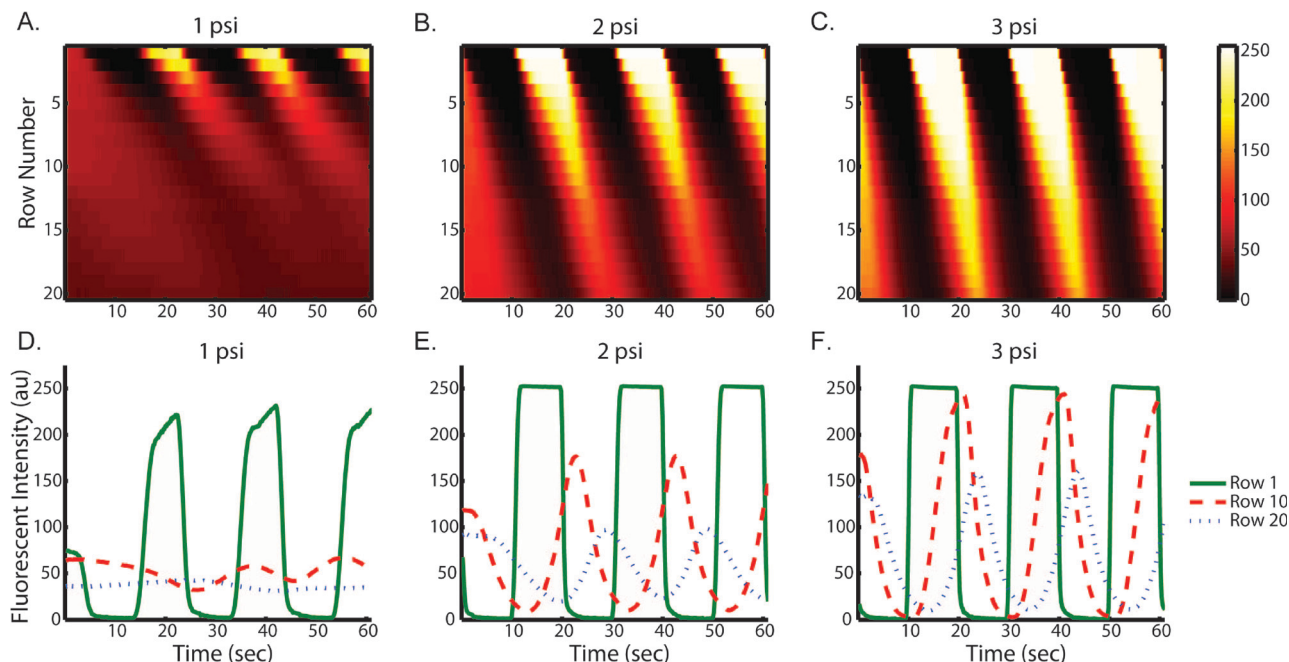 A.
1 psi
B.
2 psi
C.
3 psi
Row Number
5
10
15
20
10 20 30 40 50 60
5
10
15
20
10 20 30 40 50 60
5
10
15
20
10 20 30 40 50 60
250
200
150
100
50
0
D.
1 psi
E.
2 psi
F.
3 psi
Fluorescent Intensity (au)
250
200
150
100
50
0
10 20 30 40 50 60
Time (sec)
250
200
150
100
50
0
10 20 30 40 50 60
Time (sec)
250
200
150
100
50
0
10 20 30 40 50 60
Time (sec)
Row 1
Row 10
Row 20